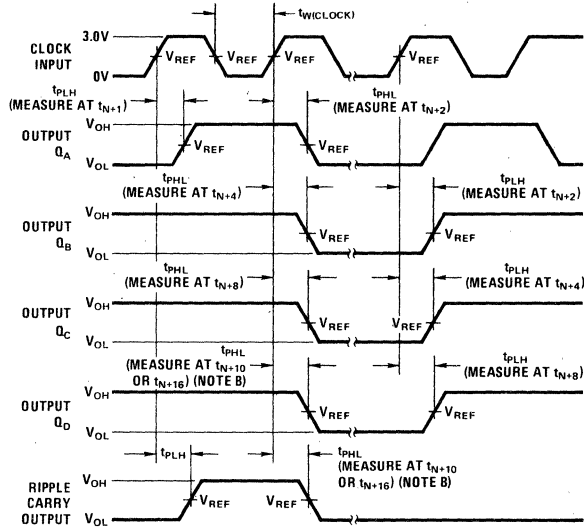 tW(CLOCK)
3.0V
CLOCK INPUT
VREF VREF VREF VREF
0V
tPLH
(MEASURE AT tN+1)
tPHL
(MEASURE AT tN+2)
VOH
OUTPUT QA
VREF VREF
VOL
tPHL
(MEASURE AT tN+4)
tPLH
(MEASURE AT tN+2)
VOH
OUTPUT QB
VREF VREF
VOL
tPHL
(MEASURE AT tN+8)
tPLH
(MEASURE AT tN+4)
VOH
OUTPUT QC
VREF VREF
VOL
tPHL
(MEASURE AT tN+10
OR tN+16) (NOTE B)
tPLH
(MEASURE AT tN+8)
VOH
OUTPUT QD
VREF VREF
VOL
tPLH
tPHL
(MEASURE AT tN+10
OR tN+16) (NOTE B)
VOH
RIPPLE CARRY OUTPUT
VREF VREF
VOL